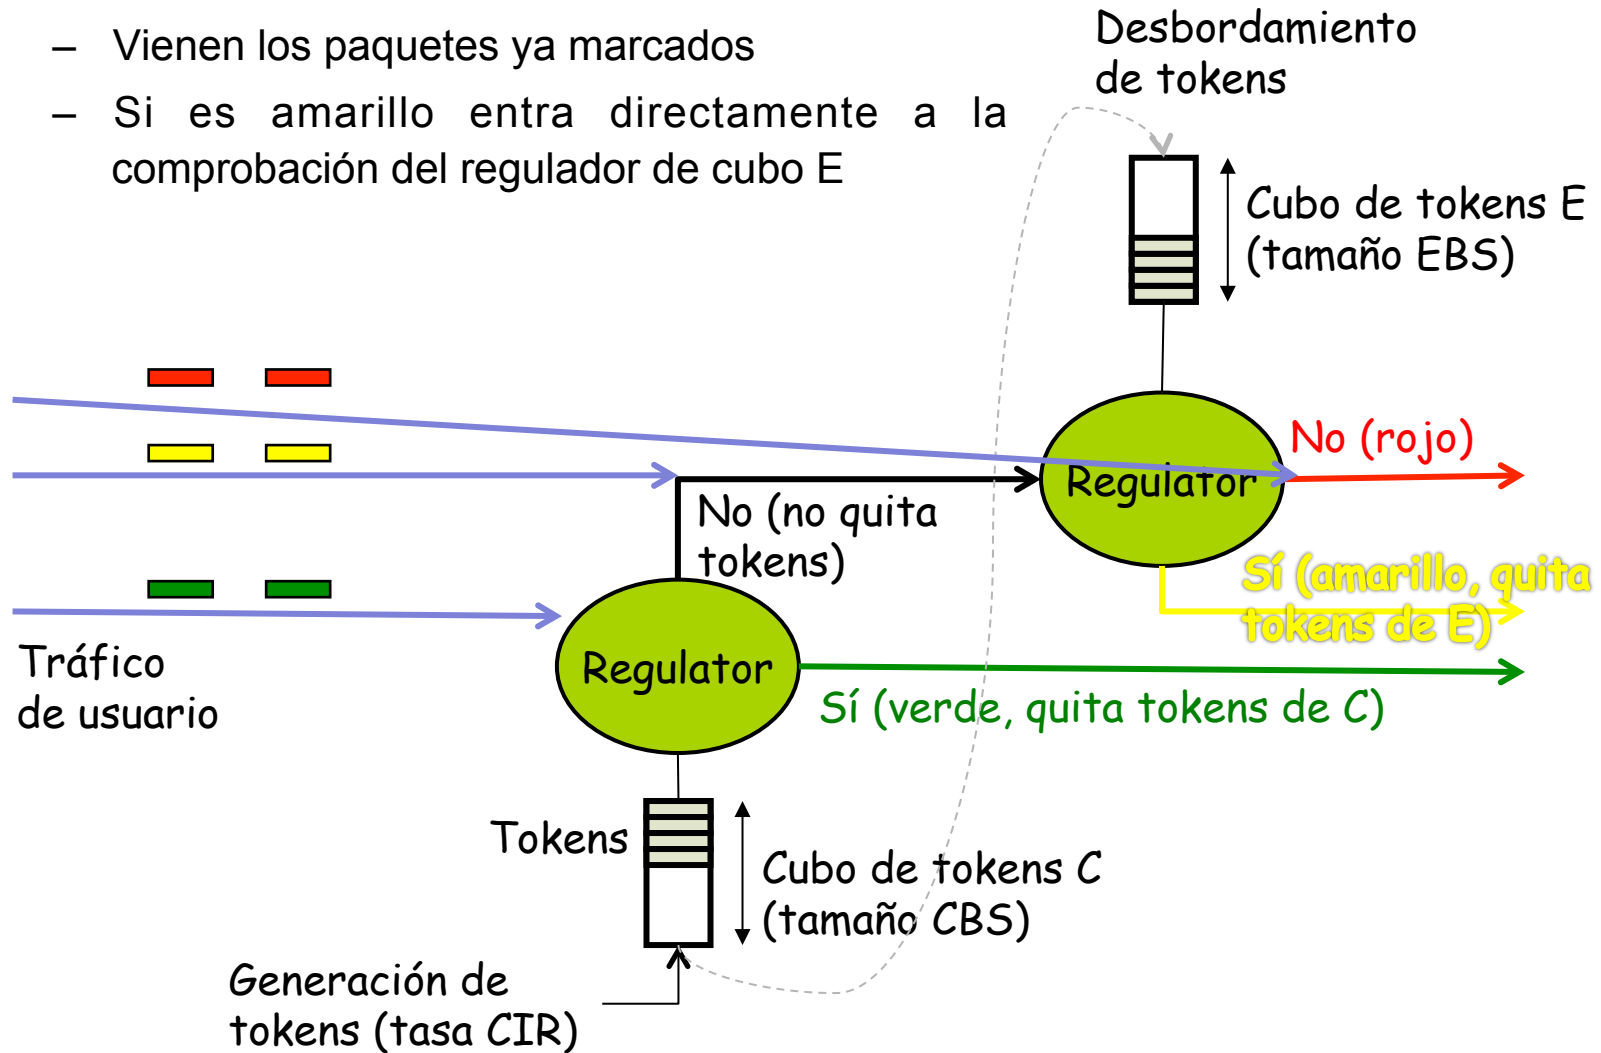 – Vienen los paquetes ya marcados
– Si es amarillo entra directamente a la
comprobación del regulador de cubo E
Desbordamiento
de tokens
Cubo de tokens E
(tamaño EBS)
No (rojo)
Regulator
No (no quita
tokens)
Sí (amarillo, quita
tokens de E)
Regulator
Sí (verde, quita tokens de C)
Tráfico
de usuario
Tokens
Cubo de tokens C
(tamaño CBS)
Generación de
tokens (tasa CIR)